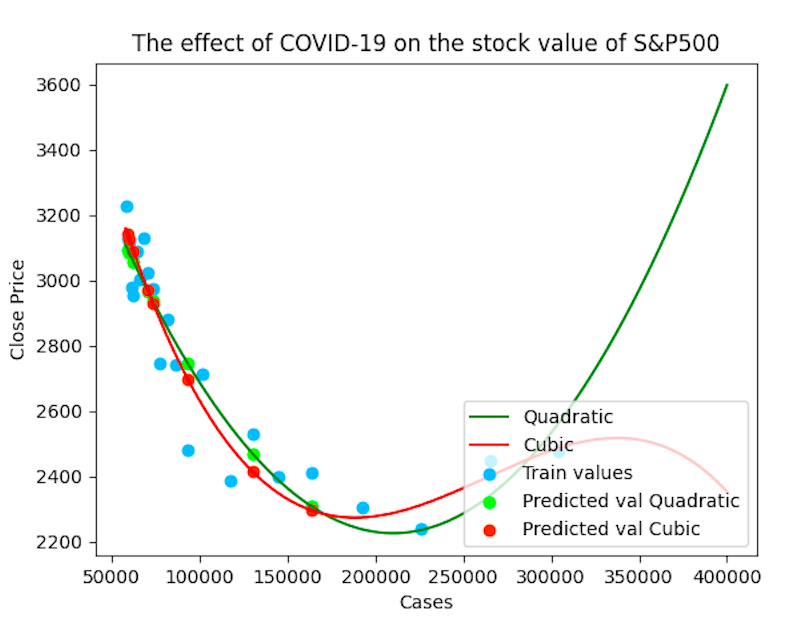 The effect of COVID-19 on the stock value of S&P500
3600
3400
3200
3000
2800
2600
2400
2200
Close Price
Quadratic
Cubic
Train values
Predicted val Quadratic
Predicted val Cubic
50000 100000 150000 200000 250000 300000 350000 400000
Cases